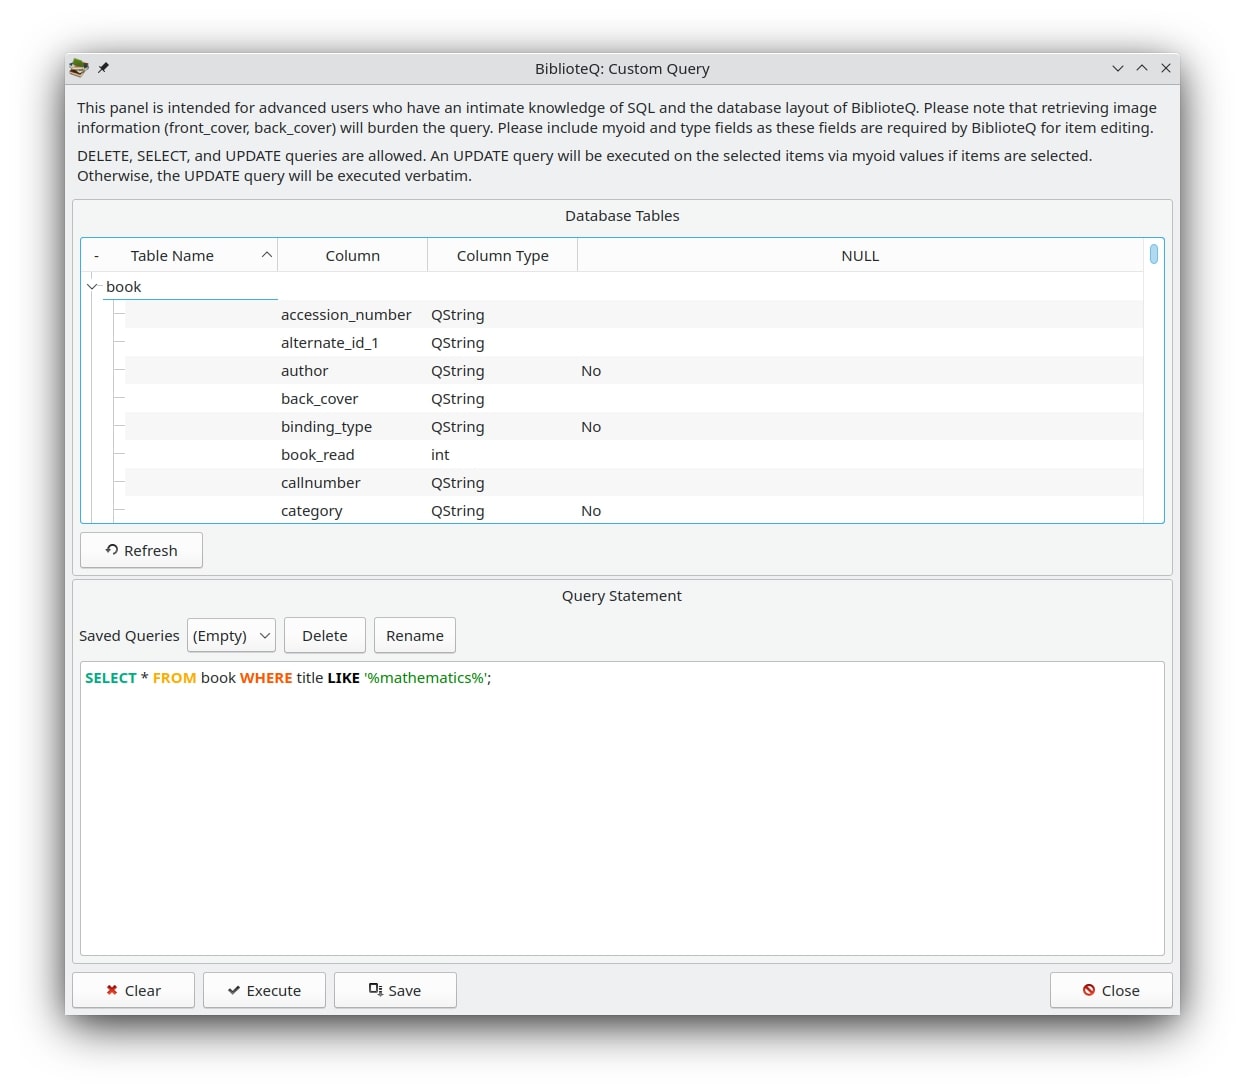 BiblioteQ: Custom Query
This panel is intended for advanced users who have an intimate knowledge of SQL and the database layout of BiblioteQ. Please note that retrieving image
information (front_cover, back_cover) will burden the query. Please include myoid and type fields as these fields are required by BiblioteQ for item editing.
DELETE, SELECT, and UPDATE queries are allowed. An UPDATE query will be executed on the selected items via myoid values if items are selected.
Otherwise, the UPDATE query will be executed verbatim.
Database Tables
- Table Name Column Column Type NULL
book
accession_number QString
alternate_id_1 QString
author QString No
back_cover QString
binding_type QString No
book_read int
callnumber QString
category QString No
Refresh
Query Statement
Saved Queries (Empty) Delete Rename
SELECT * FROM book WHERE title LIKE '%mathematics%';
Clear Execute Save Close